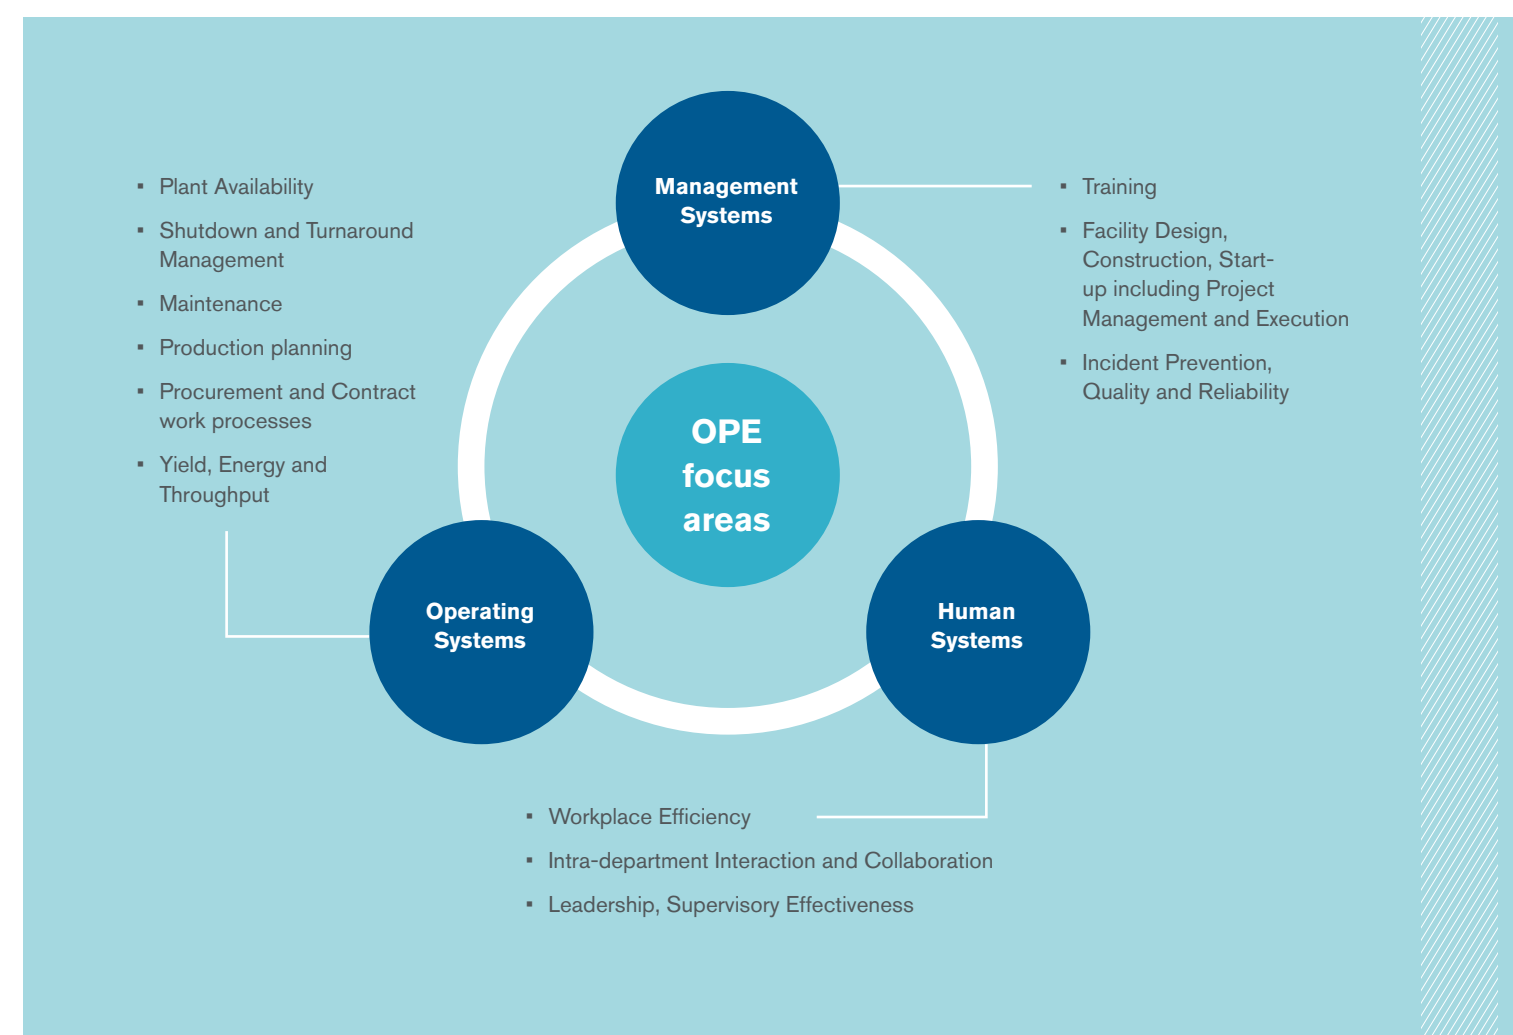 Management
Systems
▪ Plant Availability
▪ Shutdown and Turnaround
Management
▪ Maintenance
▪ Production planning
▪ Procurement and Contract
work processes
▪ Yield, Energy and
Throughput
▪ Training
▪ Facility Design,
Construction, Start-
up including Project
Management and Execution
▪ Incident Prevention,
Quality and Reliability
OPE
focus
areas
Operating
Systems
Human
Systems
▪ Workplace Efficiency
▪ Intra-department Interaction and Collaboration
▪ Leadership, Supervisory Effectiveness